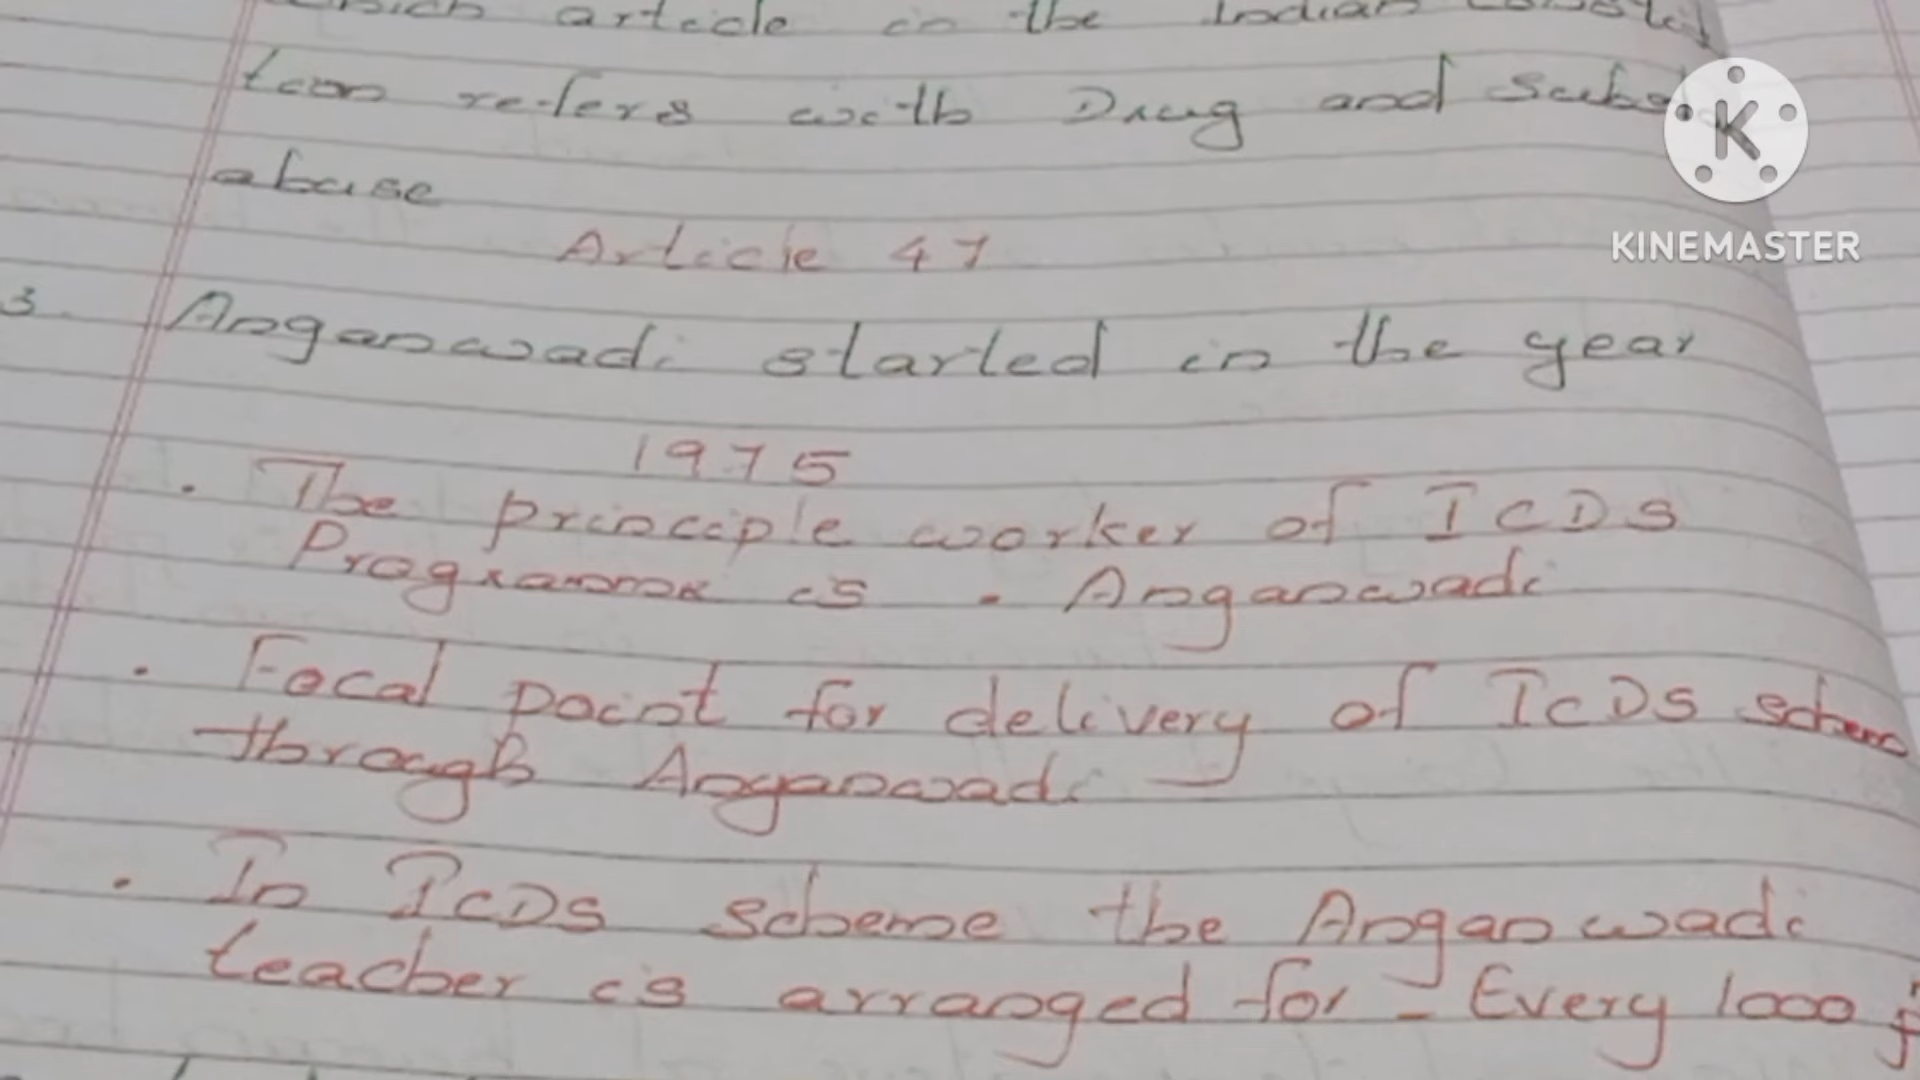 which article in the Indian
tion refers with Drug and
abuse
Article 47
3. Anganwadi started in the year
1975
. The principle worker of ICDS
Programme is - Anganwadi
. Focal point for delivery of ICDS scheme
through Anganwadi
. In ICDS scheme the Anganwadi
teacher is arranged for - Every 1000
KINEMASTER